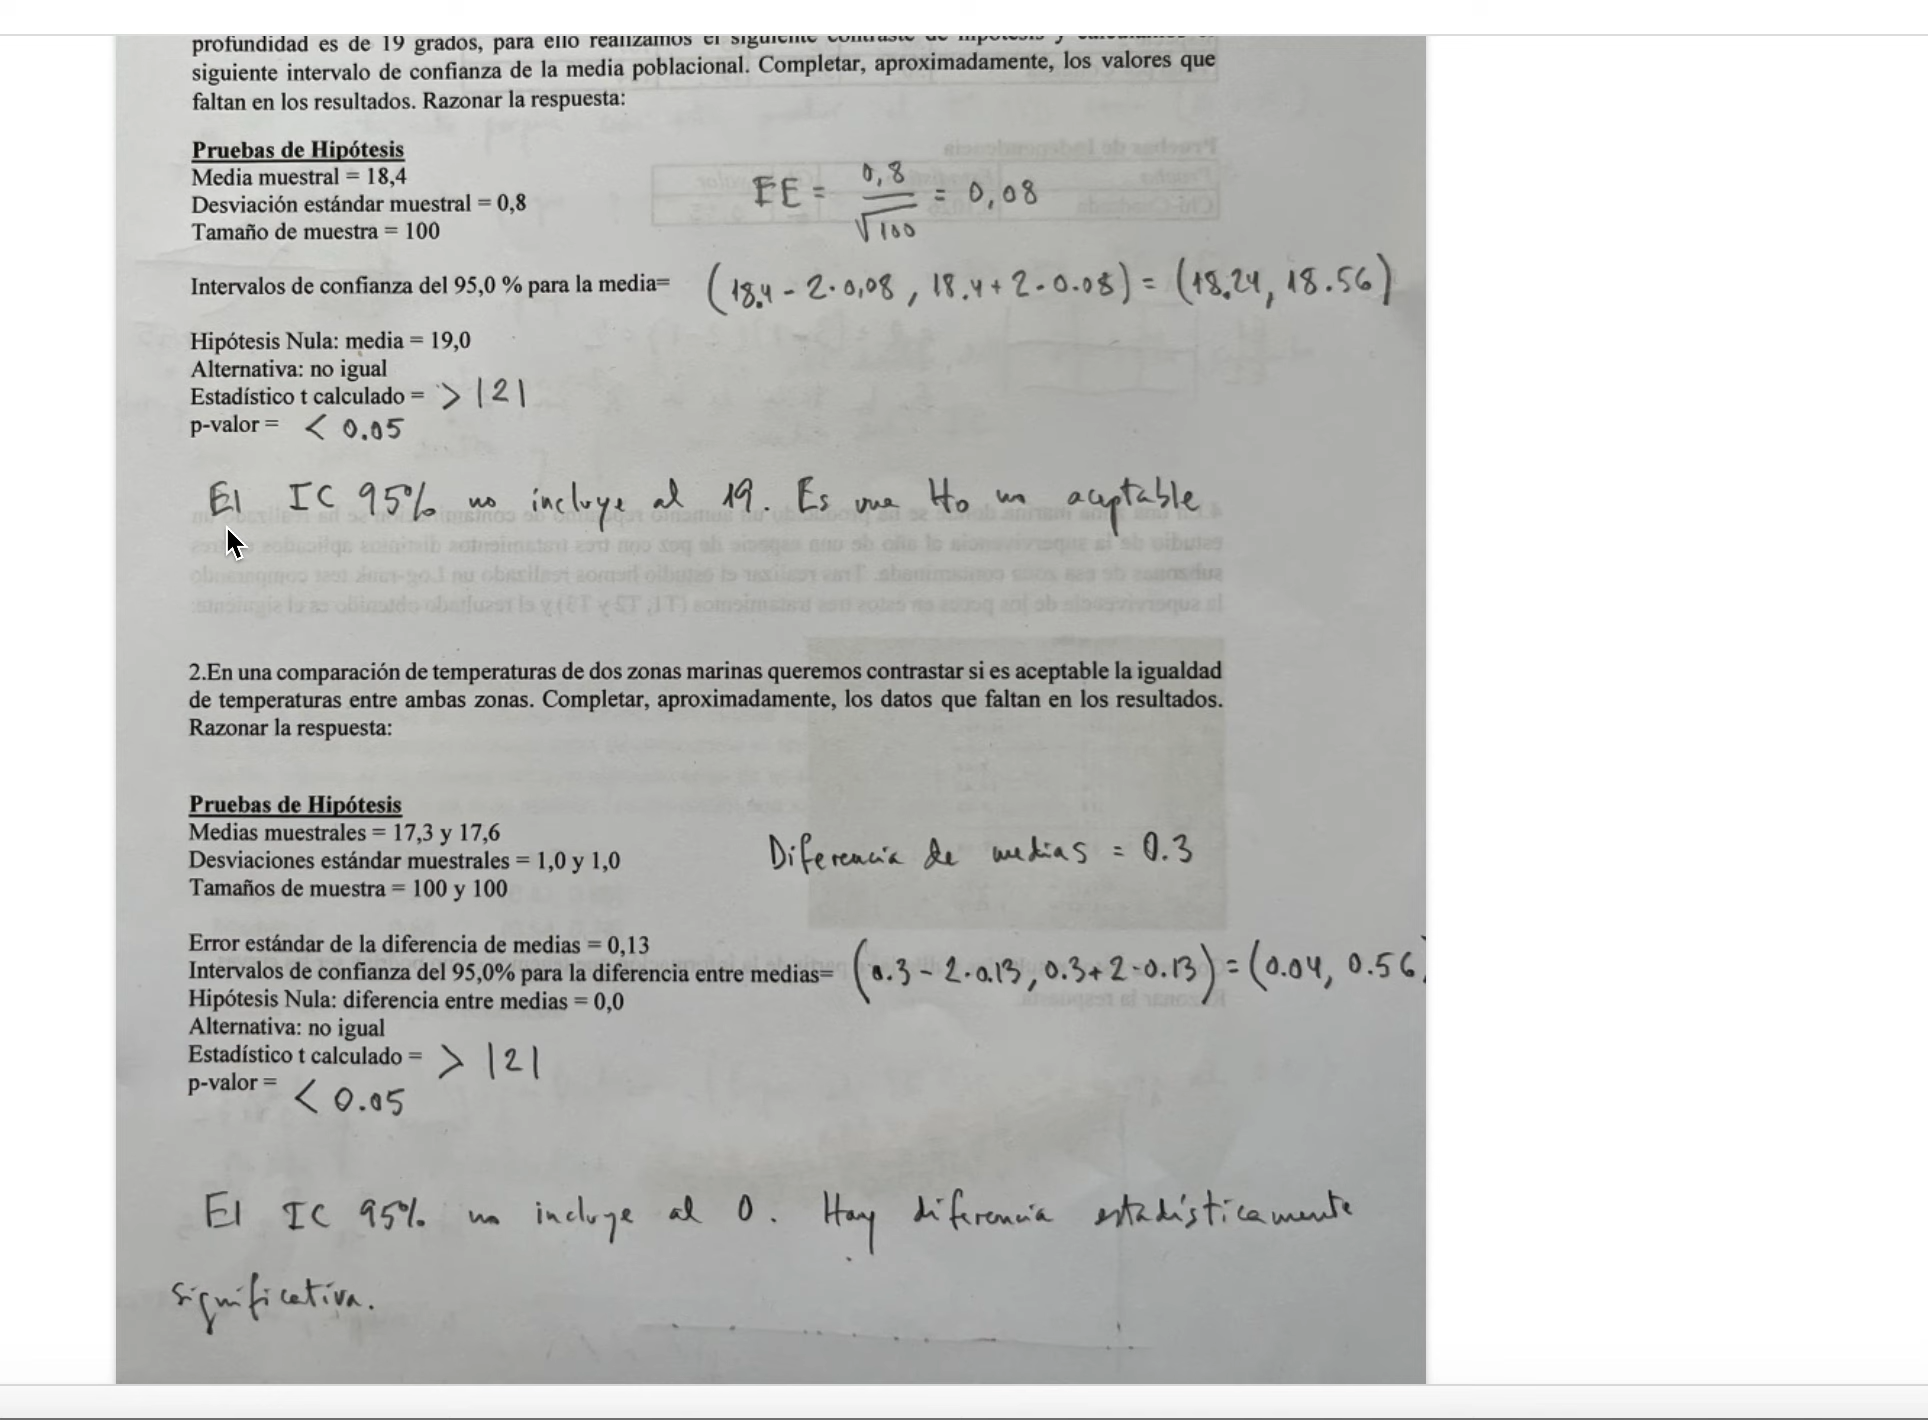 profundidad es de 19 grados, para ello realizamos el siguiente contraste de hipótesis y
siguiente intervalo de confianza de la media poblacional. Completar, aproximadamente, los valores que
faltan en los resultados. Razonar la respuesta:
Pruebas de Hipótesis
Media muestral = 18,4
Desviación estándar muestral = 0,8
Tamaño de muestra = 100
EE = 0,8 / √100 = 0,08
Intervalos de confianza del 95,0 % para la media= (18.4 - 2·0,08, 18.4 + 2·0.08) = (18.24, 18.56)
Hipótesis Nula: media = 19,0
Alternativa: no igual
Estadístico t calculado = > |2|
p-valor = < 0.05
El IC 95% no incluye al 19. Es una Ho no aceptable
2.En una comparación de temperaturas de dos zonas marinas queremos contrastar si es aceptable la igualdad
de temperaturas entre ambas zonas. Completar, aproximadamente, los datos que faltan en los resultados.
Razonar la respuesta:
Pruebas de Hipótesis
Medias muestrales = 17,3 y 17,6
Desviaciones estándar muestrales = 1,0 y 1,0
Tamaños de muestra = 100 y 100
Diferencia de medias = 0.3
Error estándar de la diferencia de medias = 0,13
Intervalos de confianza del 95,0% para la diferencia entre medias= (0.3 - 2·0.13, 0.3 + 2·0.13) = (0.04, 0.56)
Hipótesis Nula: diferencia entre medias = 0,0
Alternativa: no igual
Estadístico t calculado = > |2|
p-valor = < 0.05
El IC 95% no incluye al 0. Hay diferencia estadísticamente
significativa.